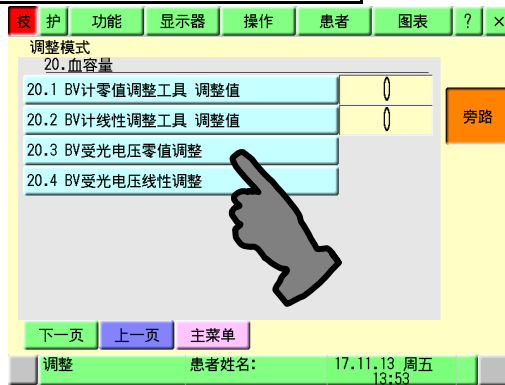 技 护 功能 显示器 操作 患者 图表 ? ×
调整模式
20.血容量
20.1 BV计零值调整工具 调整值 0
20.2 BV计线性调整工具 调整值 0
20.3 BV受光电压零值调整
20.4 BV受光电压线性调整
旁路
下一页 上一页 主菜单
调整 患者姓名: 17.11.13 周五
13:53